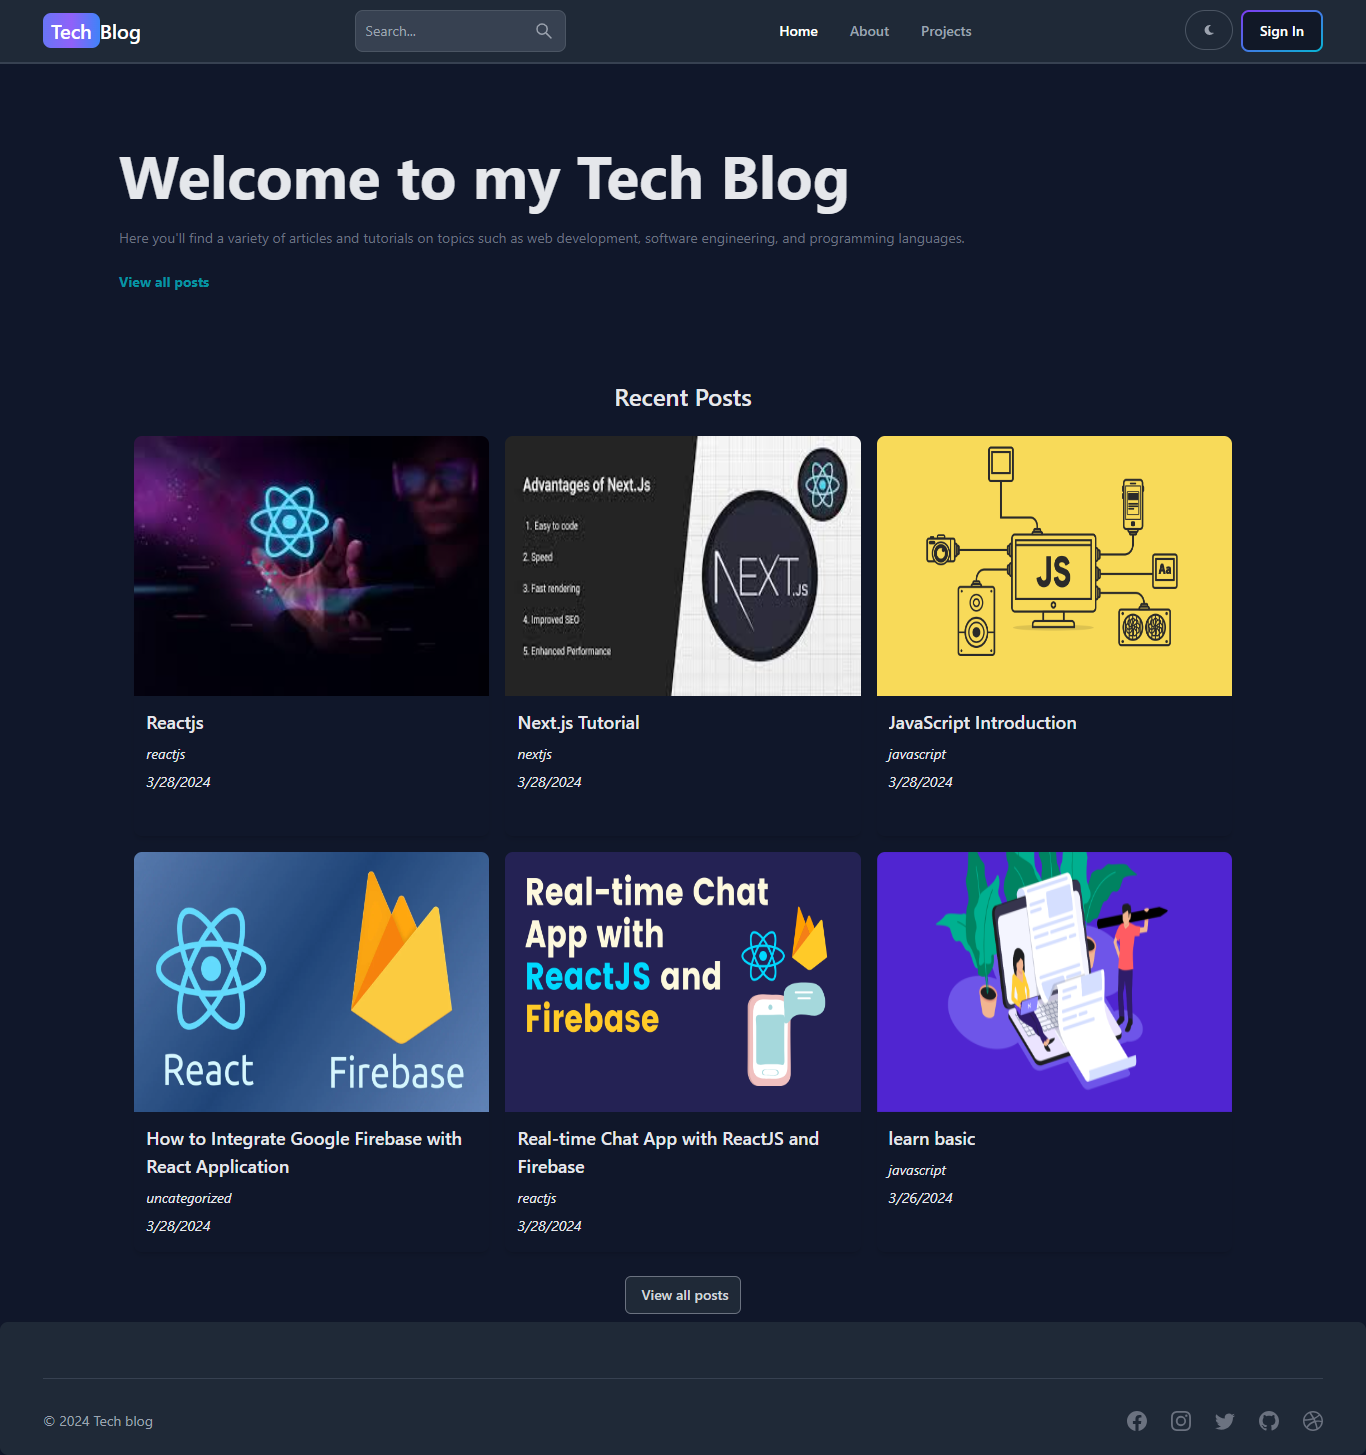 Tech Blog
Search...
Home
About
Projects
Sign In
Welcome to my Tech Blog
Here you'll find a variety of articles and tutorials on topics such as web development, software engineering, and programming languages.
View all posts
Recent Posts
Advantages of Next.Js
1. Easy to code
2. Speed
3. Fast rendering
4. Improved SEO
5. Enhanced Performance
NEXT.JS
JS
Aa
Reactjs
reactjs
3/28/2024
Next.js Tutorial
nextjs
3/28/2024
JavaScript Introduction
javascript
3/28/2024
React
Firebase
Real-time Chat
App with
ReactJS and
Firebase
How to Integrate Google Firebase with
React Application
uncategorized
3/28/2024
Real-time Chat App with ReactJS and
Firebase
reactjs
3/28/2024
learn basic
javascript
3/26/2024
View all posts
© 2024 Tech blog